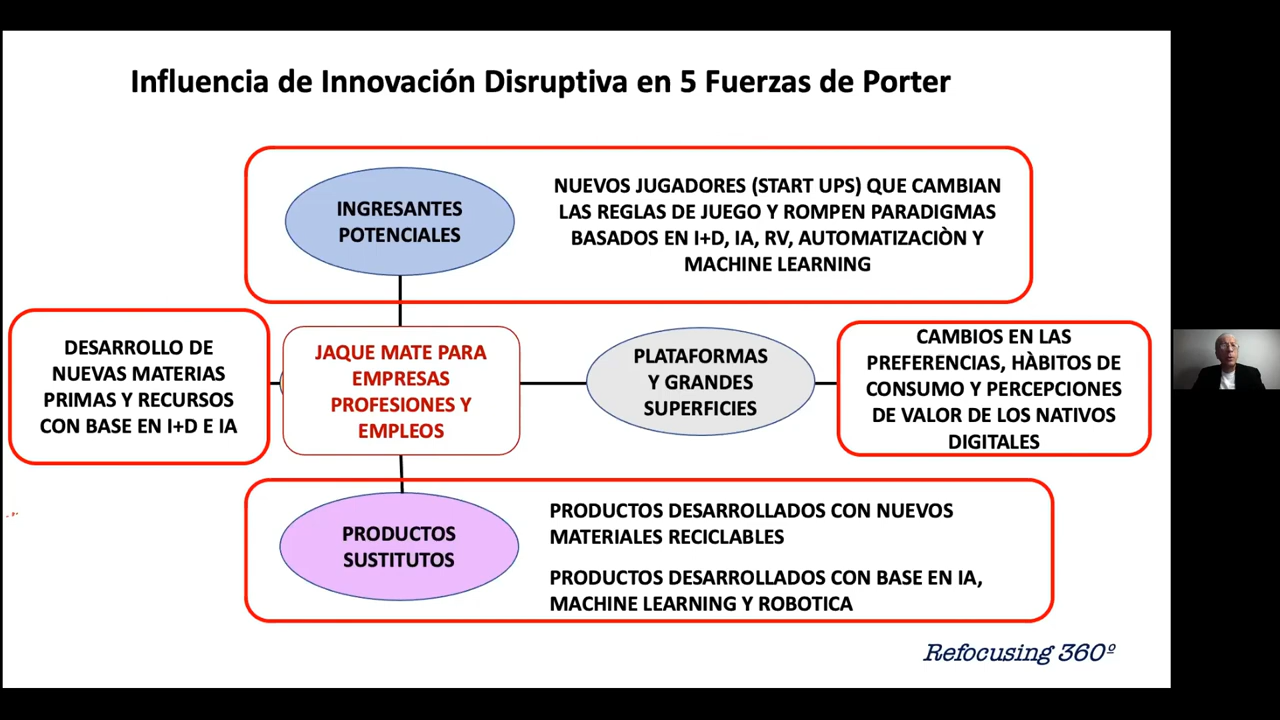 Influencia de Innovación Disruptiva en 5 Fuerzas de Porter
INGRESANTES
POTENCIALES
NUEVOS JUGADORES (START UPS) QUE CAMBIAN
LAS REGLAS DE JUEGO Y ROMPEN PARADIGMAS
BASADOS EN I+D, IA, RV, AUTOMATIZACIÒN Y
MACHINE LEARNING
DESARROLLO DE
NUEVAS MATERIAS
PRIMAS Y RECURSOS
CON BASE EN I+D E IA
JAQUE MATE PARA
EMPRESAS
PROFESIONES Y
EMPLEOS
PLATAFORMAS
Y GRANDES
SUPERFICIES
CAMBIOS EN LAS
PREFERENCIAS, HÀBITOS DE
CONSUMO Y PERCEPCIONES
DE VALOR DE LOS NATIVOS
DIGITALES
PRODUCTOS
SUSTITUTOS
PRODUCTOS DESARROLLADOS CON NUEVOS
MATERIALES RECICLABLES
PRODUCTOS DESARROLLADOS CON BASE EN IA,
MACHINE LEARNING Y ROBOTICA
Refocusing 360º